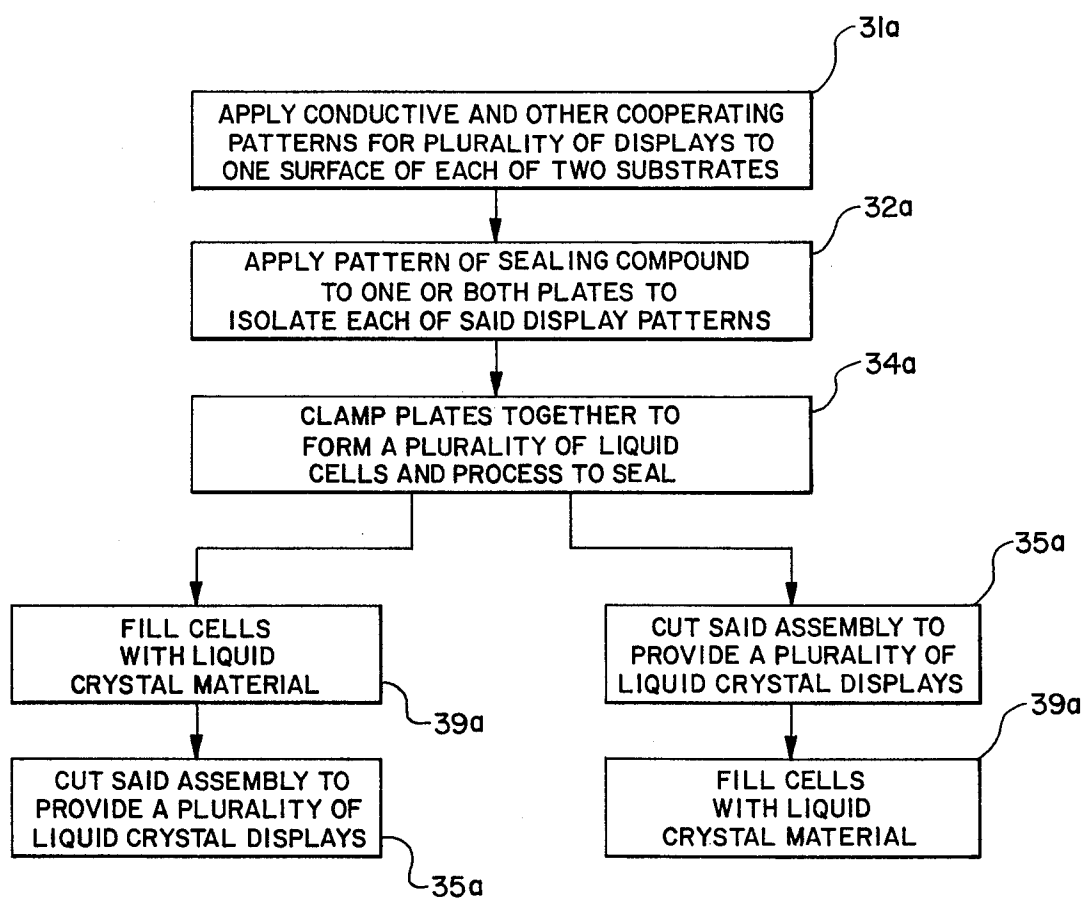 31a
APPLY CONDUCTIVE AND OTHER COOPERATING
PATTERNS FOR PLURALITY OF DISPLAYS TO
ONE SURFACE OF EACH OF TWO SUBSTRATES
32a
APPLY PATTERN OF SEALING COMPOUND
TO ONE OR BOTH PLATES TO
ISOLATE EACH OF SAID DISPLAY PATTERNS
34a
CLAMP PLATES TOGETHER TO
FORM A PLURALITY OF LIQUID
CELLS AND PROCESS TO SEAL
FILL CELLS
WITH LIQUID
CRYSTAL MATERIAL
39a
CUT SAID ASSEMBLY TO
PROVIDE A PLURALITY OF
LIQUID CRYSTAL DISPLAYS
35a
35a
CUT SAID ASSEMBLY TO
PROVIDE A PLURALITY OF
LIQUID CRYSTAL DISPLAYS
39a
FILL CELLS
WITH LIQUID
CRYSTAL MATERIAL